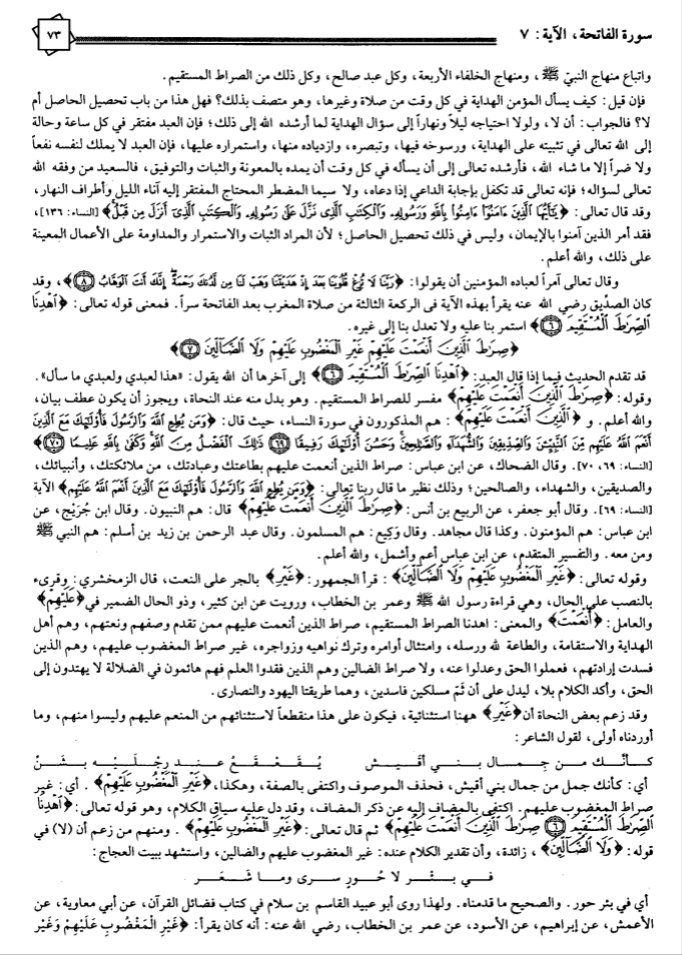 سورة الفاتحة، الآية: ٧
٧٣
واتباع منهاج النبيّ ﷺ، ومنهاج الخلفاء الأربعة، وكل عبد صالح، وكل ذلك من الصراط المستقيم.
فإن قيل: كيف يسأل المؤمن الهداية في كل وقت من صلاة وغيرها، وهو متصف بذلك؟ فهل هذا من باب تحصيل الحاصل أم
لا؟ فالجواب: أن لا، ولولا احتياجه ليلاً ونهاراً إلى سؤال الهداية لما أرشده الله إلى ذلك؛ فإن العبد مفتقر في كل ساعة وحالة
إلى الله تعالى في تثبيته على الهداية، ورسوخه فيها، وتبصره، وازدياده منها، واستمراره عليها، فإن العبد لا يملك لنفسه نفعاً
ولا ضراً إلا ما شاء الله، فأرشده تعالى إلى أن يسأله في كل وقت أن يمده بالمعونة والثبات والتوفيق، فالسعيد من وفقه الله
تعالى لسؤاله؛ فإنه تعالى قد تكفل بإجابة الداعي إذا دعاه، ولا سيما المضطر المحتاج المفتقر إليه آناء الليل وأطراف النهار،
وقد قال تعالى: ﴿يَٰٓأَيُّهَا ٱلَّذِينَ ءَامَنُوٓا۟ ءَامِنُوا۟ بِٱللَّهِ وَرَسُولِهِۦ وَٱلْكِتَٰبِ ٱلَّذِى نَزَّلَ عَلَىٰ رَسُولِهِۦ وَٱلْكِتَٰبِ ٱلَّذِىٓ أَنزَلَ مِن قَبْلُ﴾ [النساء: ١٣٦]،
فقد أمر الذين آمنوا بالإيمان، وليس في ذلك تحصيل الحاصل؛ لأن المراد الثبات والاستمرار والمداومة على الأعمال المعينة
على ذلك، والله أعلم.
وقال تعالى آمراً لعباده المؤمنين أن يقولوا: ﴿رَبَّنَا لَا تُزِغْ قُلُوبَنَا بَعْدَ إِذْ هَدَيْتَنَا وَهَبْ لَنَا مِن لَّدُنكَ رَحْمَةً إِنَّكَ أَنتَ ٱلْوَهَّابُ ٨﴾، وقد
كان الصدّيق رضي الله عنه يقرأ بهذه الآية في الركعة الثالثة من صلاة المغرب بعد الفاتحة سراً. فمعنى قوله تعالى: ﴿ٱهْدِنَا
ٱلصِّرَٰطَ ٱلْمُسْتَقِيمَ ٦﴾ استمر بنا عليه ولا تعدل بنا إلى غيره.
﴿صِرَٰطَ ٱلَّذِينَ أَنْعَمْتَ عَلَيْهِمْ غَيْرِ ٱلْمَغْضُوبِ عَلَيْهِمْ وَلَا ٱلضَّآلِّينَ ٧﴾
قد تقدم الحديث فيما إذا قال العبد: ﴿ٱهْدِنَا ٱلصِّرَٰطَ ٱلْمُسْتَقِيمَ ٦﴾ إلى آخرها أن الله يقول: «هذا لعبدي ولعبدي ما سأل».
وقوله: ﴿صِرَٰطَ ٱلَّذِينَ أَنْعَمْتَ عَلَيْهِمْ﴾ مفسر للصراط المستقيم. وهو بدل منه عند النحاة، ويجوز أن يكون عطف بيان،
والله أعلم. و ﴿ٱلَّذِينَ أَنْعَمْتَ عَلَيْهِمْ﴾: هم المذكورون في سورة النساء، حيث قال: ﴿وَمَن يُطِعِ ٱللَّهَ وَٱلرَّسُولَ فَأُو۟لَٰٓئِكَ مَعَ ٱلَّذِينَ
أَنْعَمَ ٱللَّهُ عَلَيْهِم مِّنَ ٱلنَّبِيِّـۧنَ وَٱلصِّدِّيقِينَ وَٱلشُّهَدَآءِ وَٱلصَّٰلِحِينَ وَحَسُنَ أُو۟لَٰٓئِكَ رَفِيقًا ٦٩ ذَٰلِكَ ٱلْفَضْلُ مِنَ ٱللَّهِ وَكَفَىٰ بِٱللَّهِ عَلِيمًا ٧٠﴾
[النساء: ٦٩، ٧٠]. وقال الضحاك، عن ابن عباس: صراط الذين أنعمت عليهم بطاعتك وعبادتك، من ملائكتك، وأنبيائك،
والصديقين، والشهداء، والصالحين؛ وذلك نظير ما قال ربنا تعالى: ﴿وَمَن يُطِعِ ٱللَّهَ وَٱلرَّسُولَ فَأُو۟لَٰٓئِكَ مَعَ ٱلَّذِينَ أَنْعَمَ ٱللَّهُ عَلَيْهِم﴾ الآية
[النساء: ٦٩]. وقال أبو جعفر، عن الربيع بن أنس: ﴿صِرَٰطَ ٱلَّذِينَ أَنْعَمْتَ عَلَيْهِمْ﴾ قال: هم النبيون. وقال ابن جُرَيْج، عن
ابن عباس: هم المؤمنون. وكذا قال مجاهد. وقال وَكِيع: هم المسلمون. وقال عبد الرحمن بن زيد بن أسلم: هم النبي ﷺ
ومن معه. والتفسير المتقدم، عن ابن عباس أعم وأشمل، والله أعلم.
وقوله تعالى: ﴿غَيْرِ ٱلْمَغْضُوبِ عَلَيْهِمْ وَلَا ٱلضَّآلِّينَ﴾: قرأ الجمهور: ﴿غَيْرِ﴾ بالجر على النعت، قال الزمخشري: وقرىء
بالنصب على الحال، وهي قراءة رسول الله ﷺ وعمر بن الخطاب، ورويت عن ابن كثير، وذو الحال الضمير في ﴿عَلَيْهِمْ﴾
والعامل: ﴿أَنْعَمْتَ﴾ والمعنى: اهدنا الصراط المستقيم، صراط الذين أنعمت عليهم ممن تقدم وصفهم ونعتهم، وهم أهل
الهداية والاستقامة، والطاعة لله ورسله، وامتثال أوامره وترك نواهيه وزواجره، غير صراط المغضوب عليهم، وهم الذين
فسدت إرادتهم، فعملوا الحق وعدلوا عنه، ولا صراط الضالين وهم الذين فقدوا العلم فهم هائمون في الضلالة لا يهتدون إلى
الحق، وأكد الكلام بلا، ليدل على أن ثَمّ مسلكين فاسدين، وهما طريقتا اليهود والنصارى.
وقد زعم بعض النحاة أن ﴿غَيْرِ﴾ ههنا استثنائية، فيكون على هذا منقطعاً لاستثنائهم من المنعم عليهم وليسوا منهم، وما
أوردناه أولى، لقول الشاعر:
كأنّك من جمال بني أقيش يُقعقع عند رجليه بشن
أي: كأنك جمل من جمال بني أقيش، فحذف الموصوف واكتفى بالصفة، وهكذا، ﴿غَيْرِ ٱلْمَغْضُوبِ عَلَيْهِمْ﴾. أي: غير
صراط المغضوب عليهم. اكتفى بالمضاف إليه عن ذكر المضاف، وقد دل عليه سياق الكلام، وهو قوله تعالى: ﴿ٱهْدِنَا
ٱلصِّرَٰطَ ٱلْمُسْتَقِيمَ ٦ صِرَٰطَ ٱلَّذِينَ أَنْعَمْتَ عَلَيْهِمْ﴾ ثم قال تعالى: ﴿غَيْرِ ٱلْمَغْضُوبِ عَلَيْهِمْ﴾. ومنهم من زعم أن (لا) في
قوله: ﴿وَلَا ٱلضَّآلِّينَ﴾، زائدة، وأن تقدير الكلام عنده: غير المغضوب عليهم والضالين، واستشهد ببيت العجاج:
في بئر لا حُور سرى وما شعر
أي في بئر حور. والصحيح ما قدمناه. ولهذا روى أبو عبيد القاسم بن سلام في كتاب فضائل القرآن، عن أبي معاوية، عن
الأعمش، عن إبراهيم، عن الأسود، عن عمر بن الخطاب، رضي الله عنه: أنه كان يقرأ: ﴿غَيْرِ الْمَغْضُوبِ عَلَيْهِمْ وَغَيْرِ